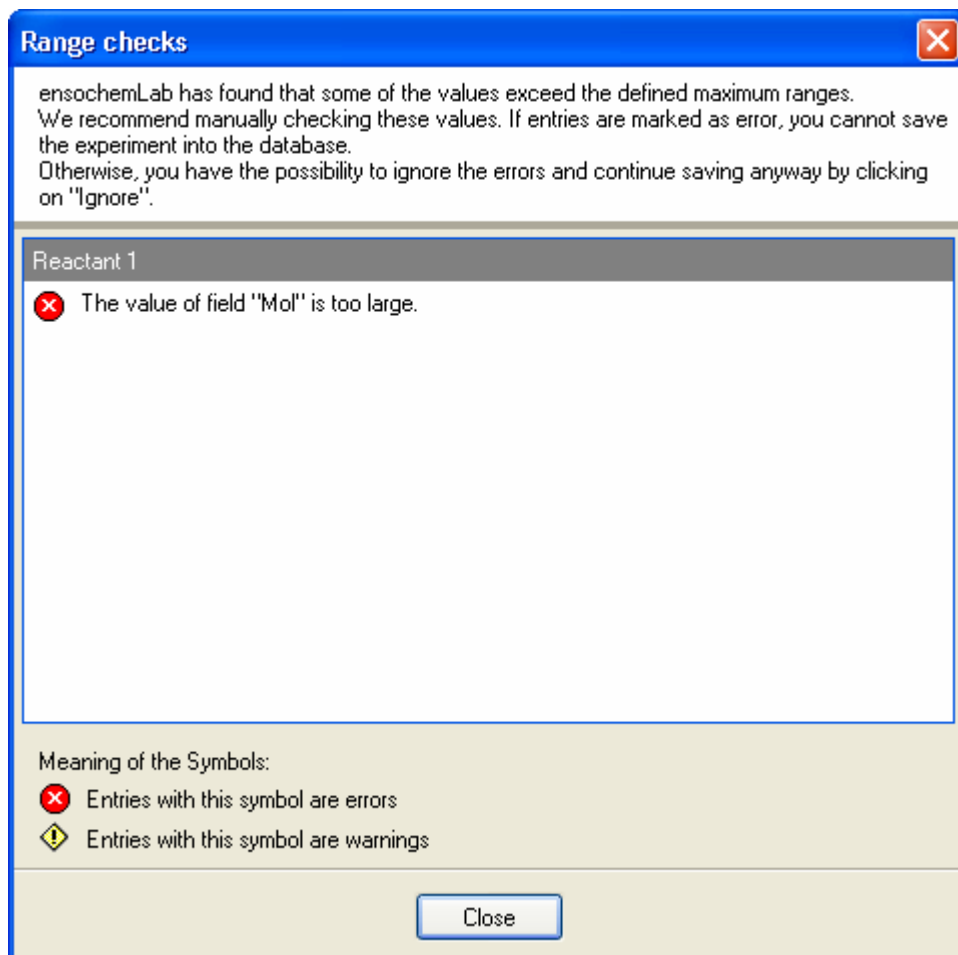 Range checks
ensochemLab has found that some of the values exceed the defined maximum ranges.
We recommend manually checking these values. If entries are marked as error, you cannot save
the experiment into the database.
Otherwise, you have the possibility to ignore the errors and continue saving anyway by clicking
on "Ignore".
Reactant 1
The value of field "Mol" is too large.
Meaning of the Symbols:
Entries with this symbol are errors
Entries with this symbol are warnings
Close